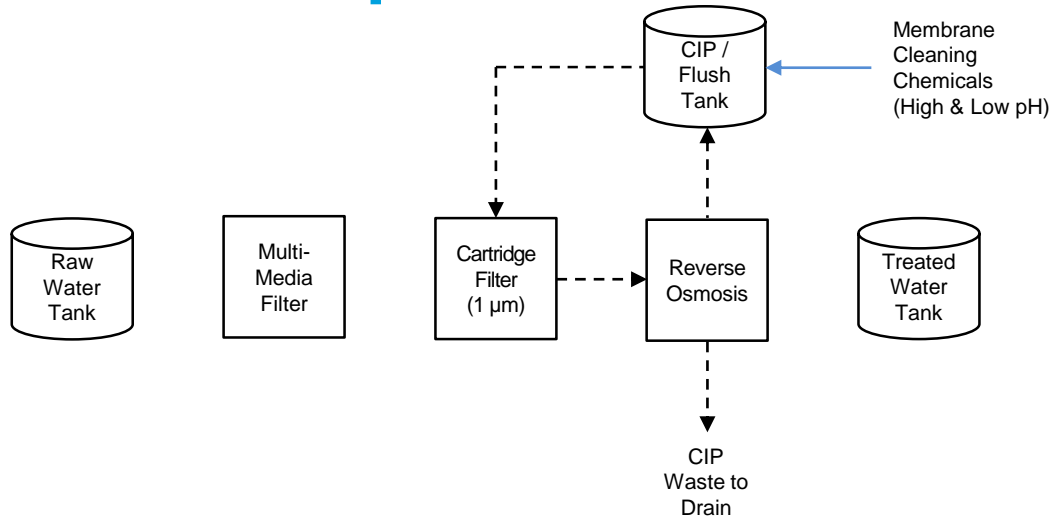 CIP /
Flush
Tank
Membrane
Cleaning
Chemicals
(High & Low pH)
Raw
Water
Tank
Multi-
Media
Filter
Cartridge
Filter
(1 µm)
Reverse
Osmosis
Treated
Water
Tank
CIP
Waste to
Drain